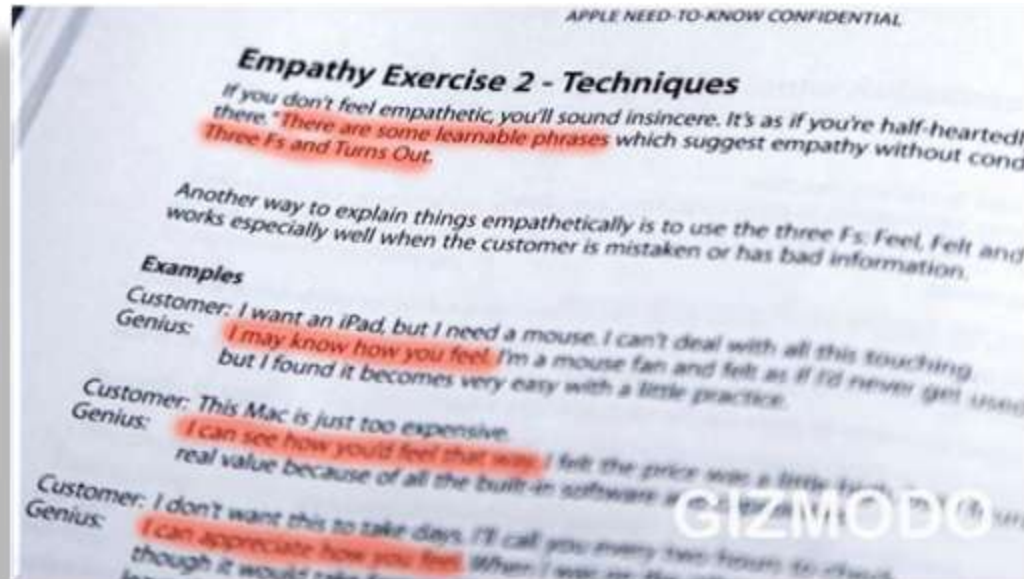 APPLE NEED-TO-KNOW CONFIDENTIAL
Empathy Exercise 2 - Techniques
If you don't feel empathetic, you'll sound insincere. It's as if you're half-heartedl
there." There are some learnable phrases which suggest empathy without cond
Three Fs and Turns Out.
Another way to explain things empathetically is to use the three Fs: Feel, Felt and
works especially well when the customer is mistaken or has bad information.
Examples
Customer: I want an iPad, but I need a mouse. I can't deal with all this touching.
Genius: I may know how you feel. I'm a mouse fan and felt as if I'd never get used
but I found it becomes very easy with a little practice.
Customer: This Mac is just too expensive.
Genius: I can see how you'd feel that way. I felt the price was a little
real value because of all the built-in software
Customer: I don't want this to take days. I'll call you every two hours to
Genius: I can appreciate how you feel. When I was
though it would take
GIZMODO